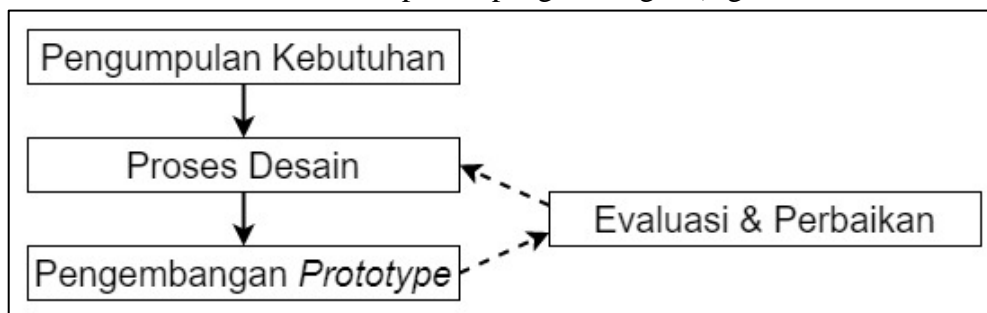 Pengumpulan Kebutuhan
Proses Desain
Evaluasi & Perbaikan
Pengembangan Prototype